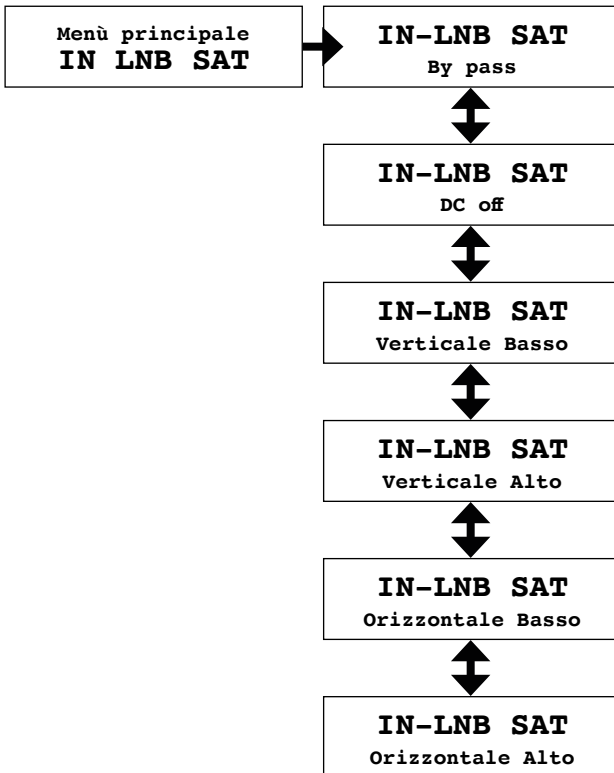 Menù principale
IN LNB SAT
IN-LNB SAT
By pass
IN-LNB SAT
DC off
IN-LNB SAT
Verticale Basso
IN-LNB SAT
Verticale Alto
IN-LNB SAT
Orizzontale Basso
IN-LNB SAT
Orizzontale Alto